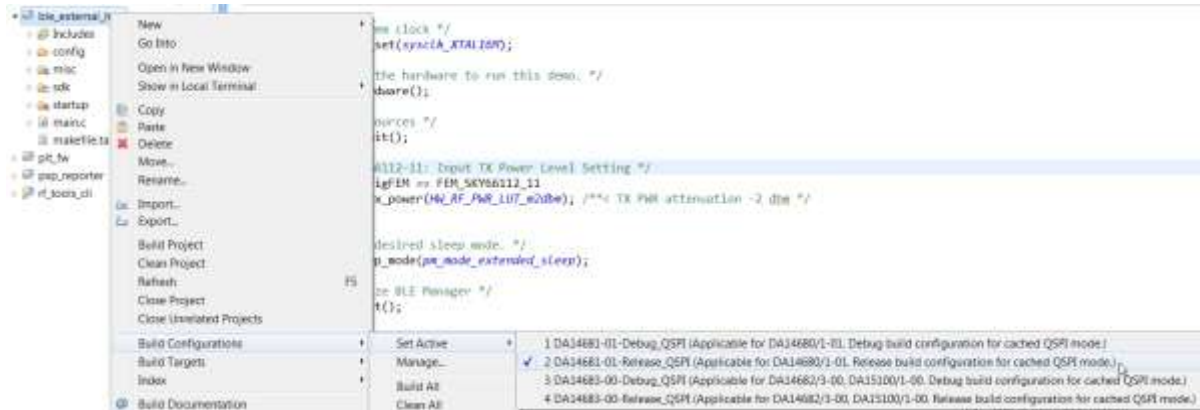 ble_external_h
Includes
config
misc
sdk
startup
main.c
makefile.ta
plt_fw
psp_reporter
rf_tools_cli
New
Go Into
Open in New Window
Show in Local Terminal
Copy
Paste
Delete
Move...
Rename...
Import...
Export...
Build Project
Clean Project
Refresh F5
Close Project
Close Unrelated Projects
Build Configurations
Build Targets
Index
Build Documentation
Set Active
Manage...
Build All
Clean All
1 DA14681-01-Debug_QSPI (Applicable for DA14680/1-01. Debug build configuration for cached QSPI mode.)
2 DA14681-01-Release_QSPI (Applicable for DA14680/1-01. Release build configuration for cached QSPI mode.)
3 DA14683-00-Debug_QSPI (Applicable for DA14682/3-00, DA15100/1-00. Debug build configuration for cached QSPI mode.)
4 DA14683-00-Release_QSPI (Applicable for DA14682/3-00, DA15100/1-00. Release build configuration for cached QSPI mode.)
clock */
set(sysclk_XTAL16M);
the hardware to run this demo. */
dware();
ources */
it();
6112-11: Input TX Power Level Setting */
igFEM == FEM_SKY66112_11
x_power(HW_RF_PWR_LUT_m2dbm); /**< TX PWR attenuation -2 dbm */
desired sleep mode. */
p_mode(pm_mode_extended_sleep);
ze BLE Manager */
t();